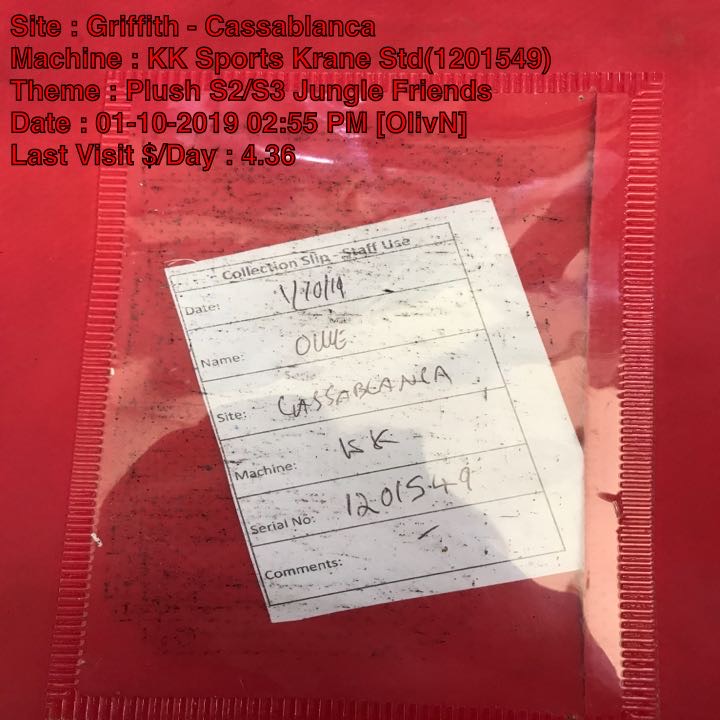 Site : Griffith - Cassablanca
Machine : KK Sports Krane Std(1201549)
Theme : Plush S2/S3 Jungle Friends
Date : 01-10-2019 02:55 PM [OlivN]
Last Visit $/Day : 4.36
Collection Slip - Staff Use
Date: 1/10/19
Name: OLLIE
Site: CASSABLANCA
Machine: KK
Serial No: 1201549
Comments: -